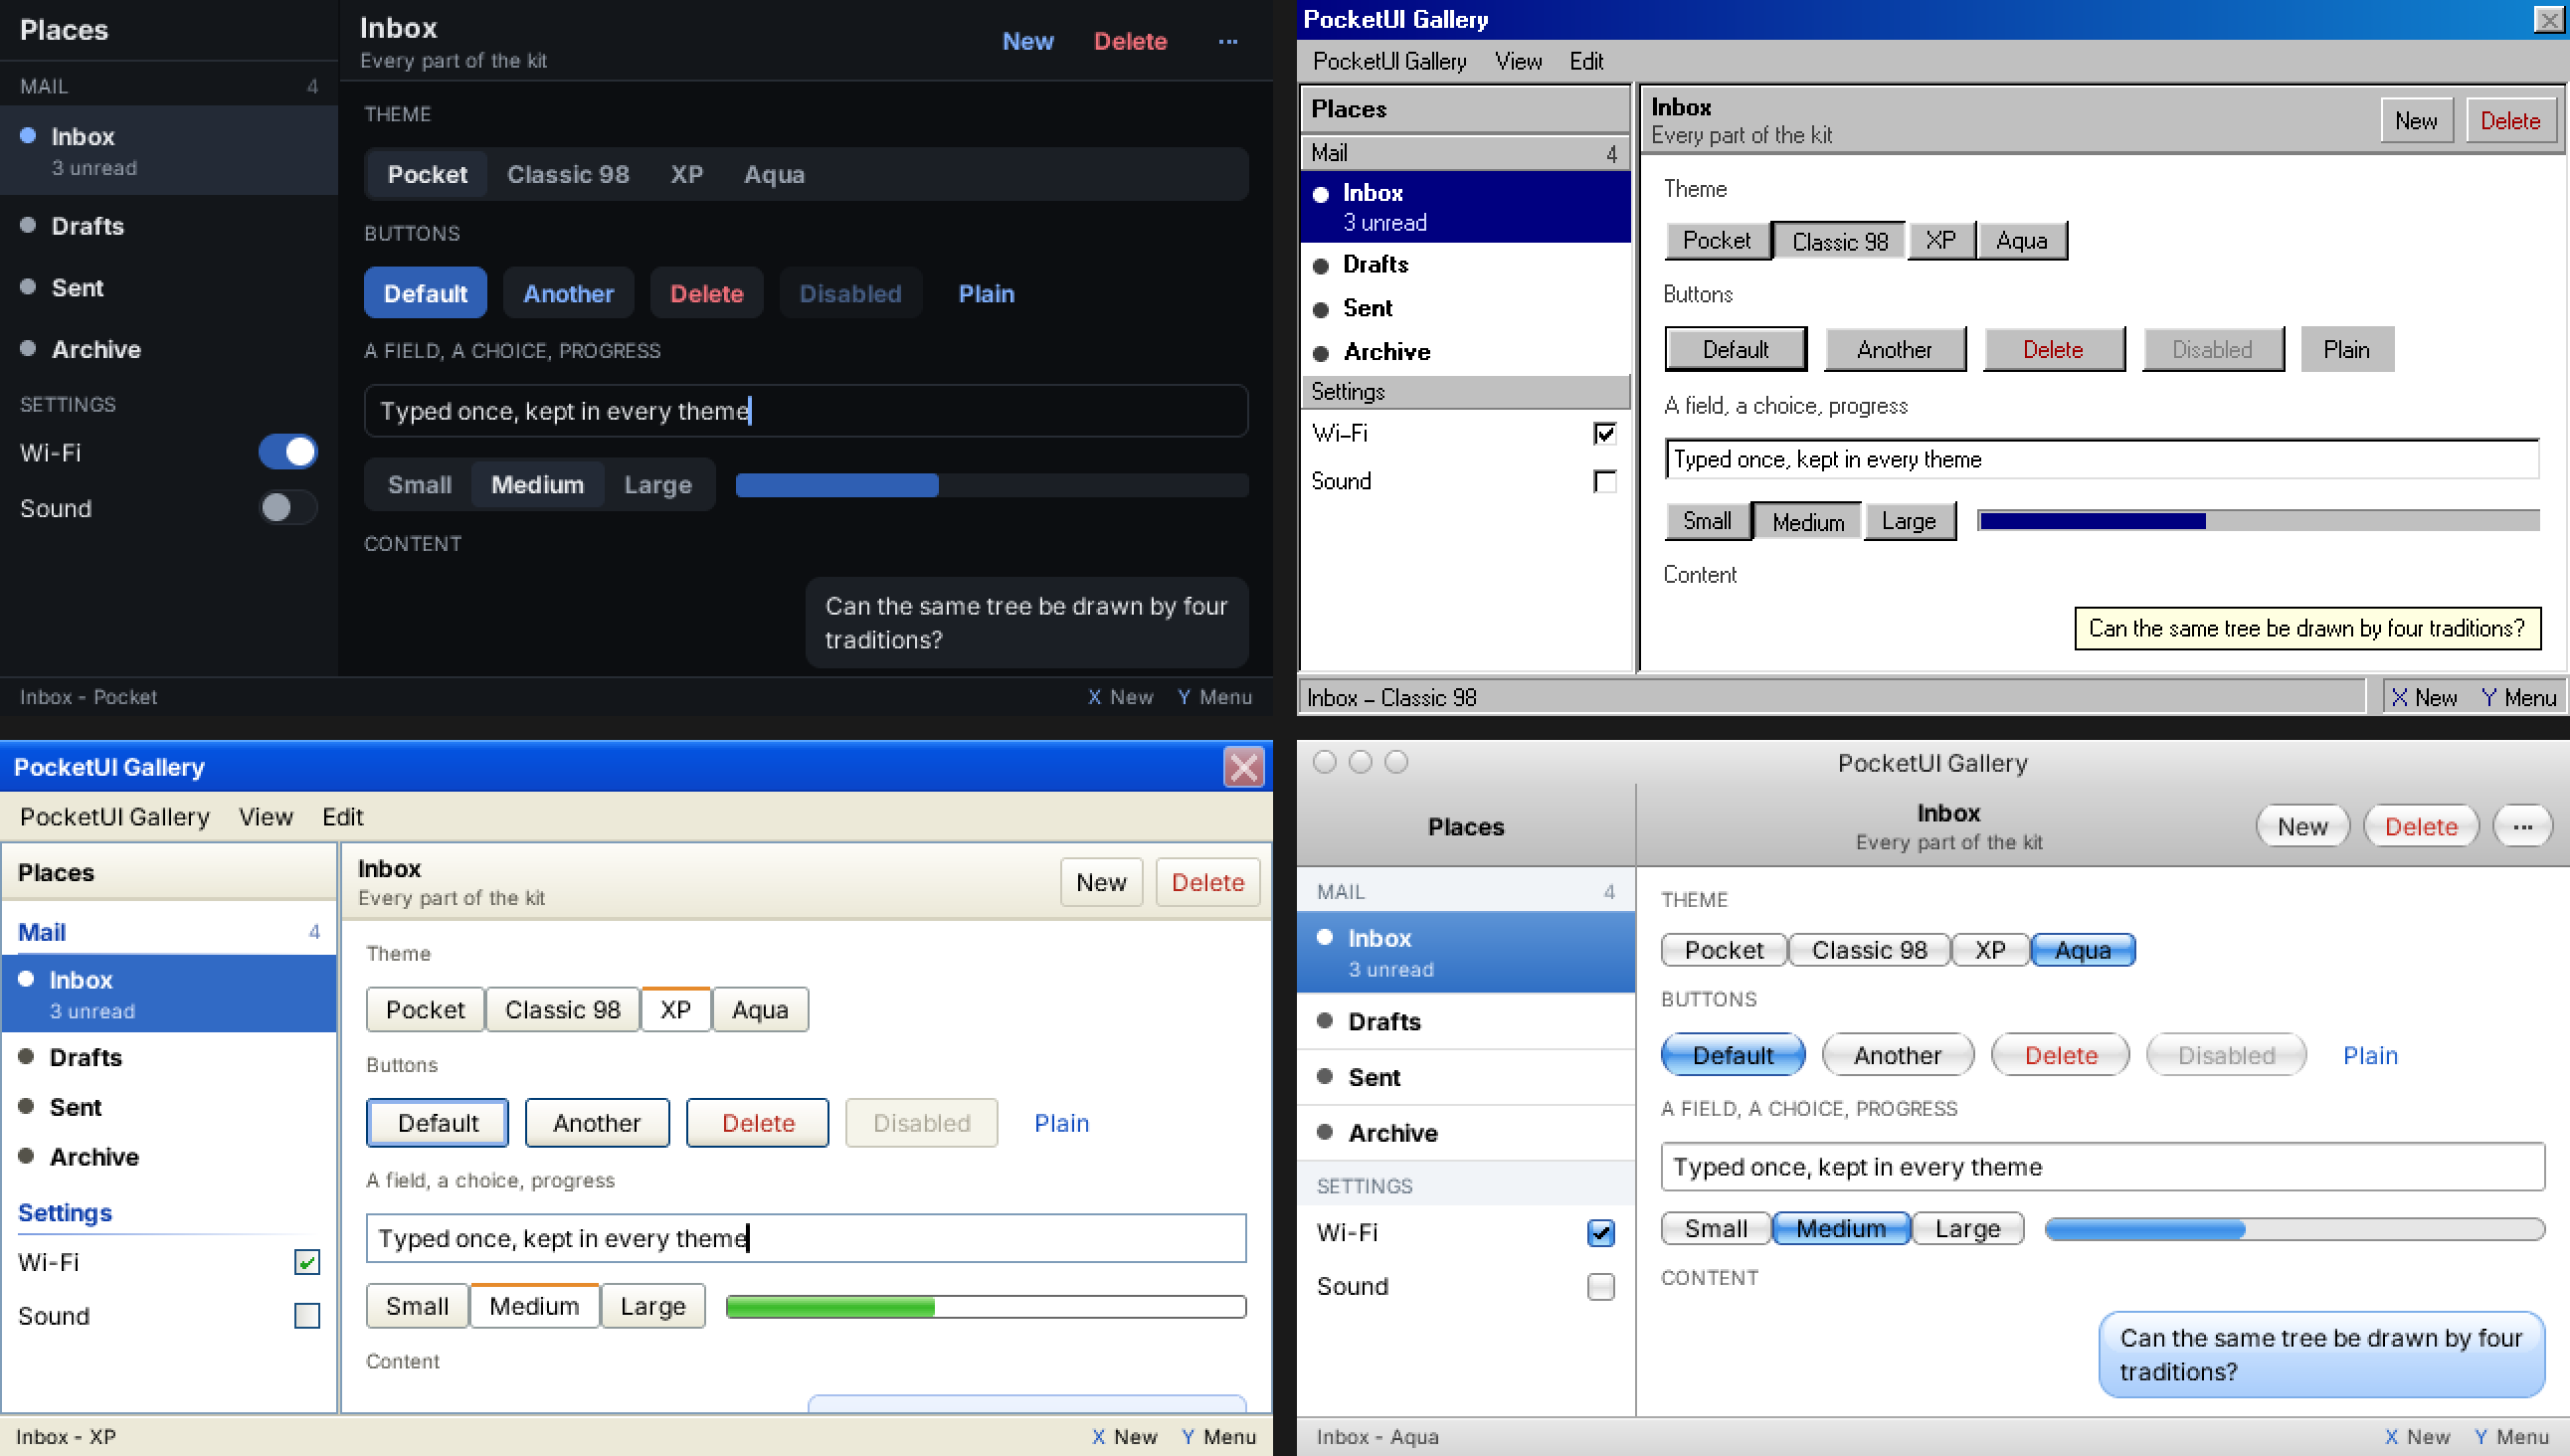 Places
MAIL 4
Inbox
3 unread
Drafts
Sent
Archive
SETTINGS
Wi-Fi
Sound
Inbox
Every part of the kit
New Delete ···
THEME
Pocket Classic 98 XP Aqua
BUTTONS
Default Another Delete Disabled Plain
A FIELD, A CHOICE, PROGRESS
Typed once, kept in every theme
Small Medium Large
CONTENT
Can the same tree be drawn by four
traditions?
Inbox - Pocket X New Y Menu
PocketUI Gallery
PocketUI Gallery View Edit
Places
Mail 4
Inbox
3 unread
Drafts
Sent
Archive
Settings
Wi-Fi
Sound
Inbox
Every part of the kit
New Delete
Theme
Pocket Classic 98 XP Aqua
Buttons
Default Another Delete Disabled Plain
A field, a choice, progress
Typed once, kept in every theme
Small Medium Large
Content
Can the same tree be drawn by four traditions?
Inbox - Classic 98 X New Y Menu
PocketUI Gallery
PocketUI Gallery View Edit
Places
Mail 4
Inbox
3 unread
Drafts
Sent
Archive
Settings
Wi-Fi
Sound
Inbox
Every part of the kit
New Delete
Theme
Pocket Classic 98 XP Aqua
Buttons
Default Another Delete Disabled Plain
A field, a choice, progress
Typed once, kept in every theme
Small Medium Large
Content
Inbox - XP X New Y Menu
PocketUI Gallery
Places
MAIL 4
Inbox
3 unread
Drafts
Sent
Archive
SETTINGS
Wi-Fi
Sound
Inbox
Every part of the kit
New Delete ···
THEME
Pocket Classic 98 XP Aqua
BUTTONS
Default Another Delete Disabled Plain
A FIELD, A CHOICE, PROGRESS
Typed once, kept in every theme
Small Medium Large
CONTENT
Can the same tree be drawn by four
traditions?
Inbox - Aqua X New Y Menu